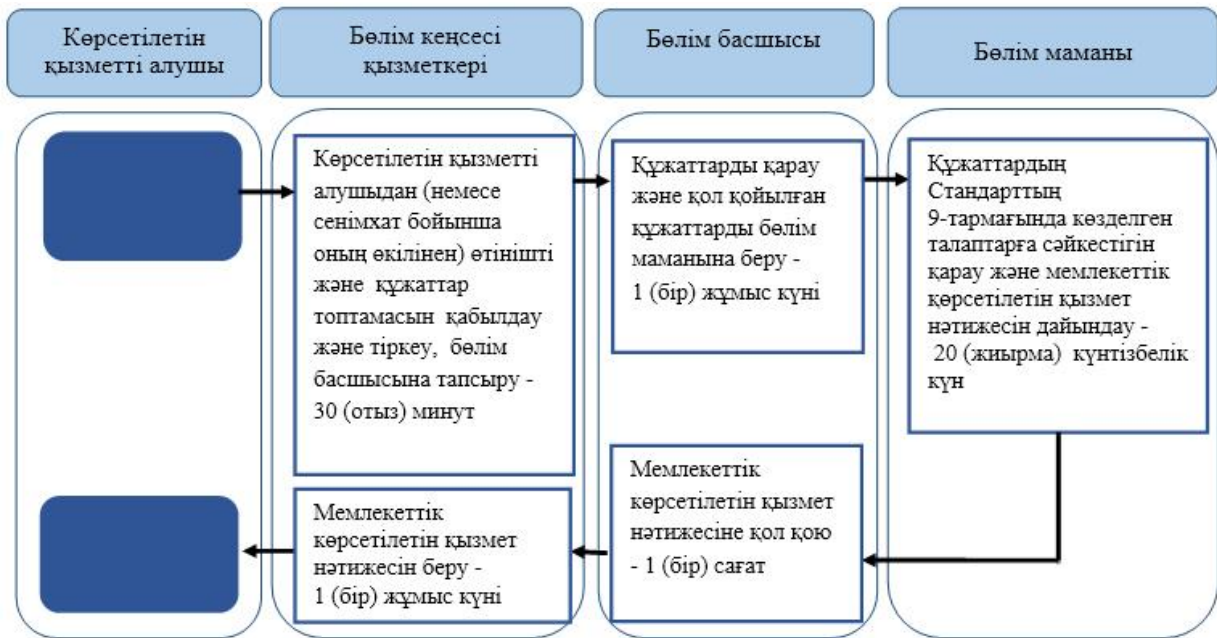 Көрсетілетін
қызметті алушы
Бөлім кеңсесі
қызметкері
Бөлім басшысы
Бөлім маманы
Көрсетілетін қызметті
алушыдан (немесе
сенімхат бойынша
оның өкілінен) өтінішті
және құжаттар
топтамасын қабылдау
және тіркеу, бөлім
басшысына тапсыру -
30 (отыз) минут
Құжаттарды қарау
және қол қойылған
құжаттарды бөлім
маманына беру -
1 (бір) жұмыс күні
Құжаттардың
Стандарттың
9-тармағында көзделген
талаптарға сәйкестігін
қарау және мемлекеттік
көрсетілетін қызмет
нәтижесін дайындау -
20 (жиырма) күнтізбелік
күн
Мемлекеттік
көрсетілетін қызмет
нәтижесіне қол қою
- 1 (бір) сағат
Мемлекеттік
көрсетілетін қызмет
нәтижесін беру -
1 (бір) жұмыс күні